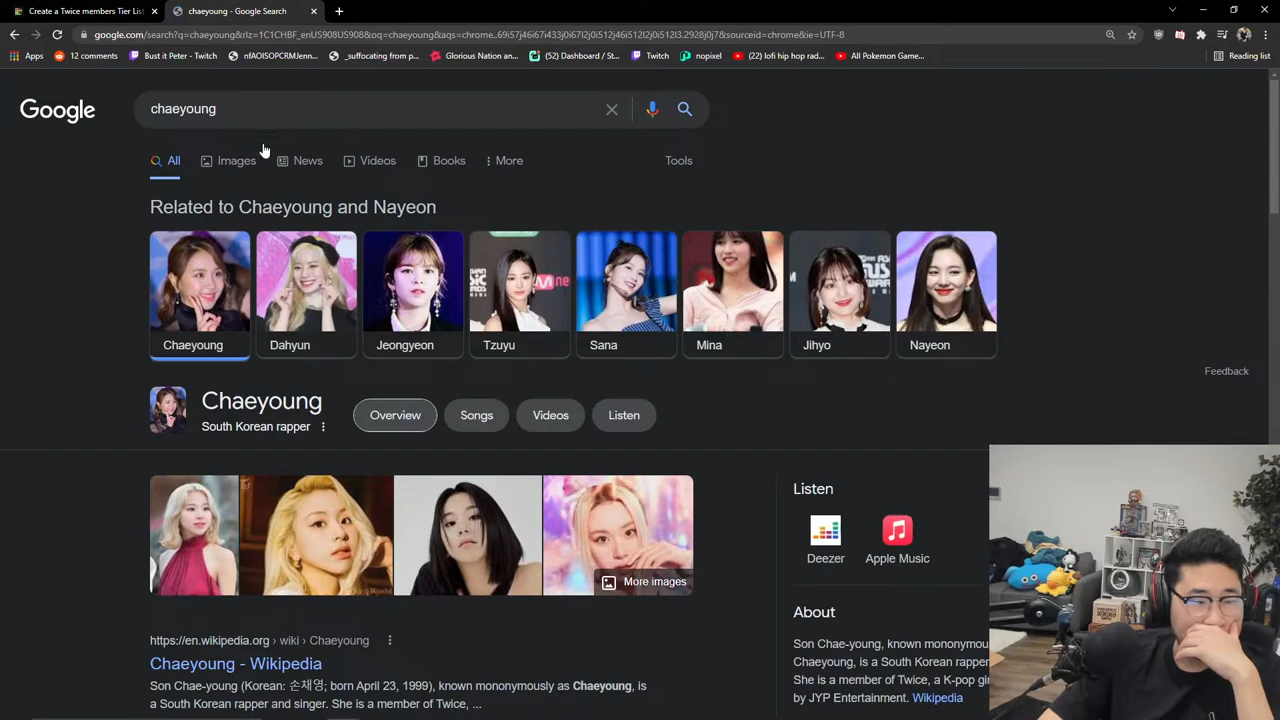 Create a Twice members Tier Lis
chaeyoung - Google Search
google.com/search?q=chaeyoung&rlz=1C1CHBF_enUS908US908&oq=chaeyoung&aqs=chrome..69i57j46i67i433j0i67l2j0i512j46i512l2j0i512l3.2928j0j7&sourceid=chrome&ie=UTF-8
Apps
12 comments
Bust it Peter - Twitch
nfAOISOPCRMJenn...
_suffocating from p...
Glorious Nation an...
(52) Dashboard / St...
Twitch
nopixel
(22) lofi hip hop rad...
All Pokemon Game...
Reading list
Google
chaeyoung
All
Images
News
Videos
Books
More
Tools
Related to Chaeyoung and Nayeon
Chaeyoung
Dahyun
Jeongyeon
Tzuyu
Sana
Mina
Jihyo
Nayeon
Feedback
Chaeyoung
South Korean rapper
Overview
Songs
Videos
Listen
More images
Listen
Deezer
Apple Music
About
Son Chae-young, known mononymous
Chaeyoung, is a South Korean rapper
She is a member of Twice, a K-pop gir
by JYP Entertainment. Wikipedia
https://en.wikipedia.org › wiki › Chaeyoung
Chaeyoung - Wikipedia
Son Chae-young (Korean: 손채영; born April 23, 1999), known mononymously as Chaeyoung, is
a South Korean rapper and singer. She is a member of Twice, ...